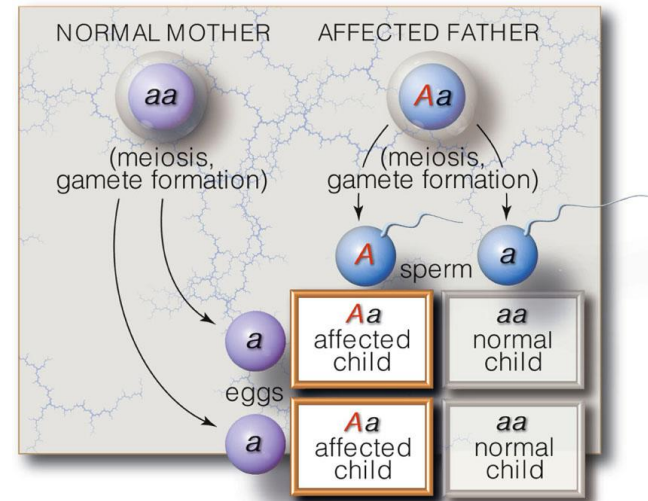 NORMAL MOTHER
AFFECTED FATHER
aa
Aa
(meiosis,
gamete formation)
(meiosis,
gamete formation)
A
sperm
a
a
Aa
affected
child
aa
normal
child
eggs
a
Aa
affected
child
aa
normal
child